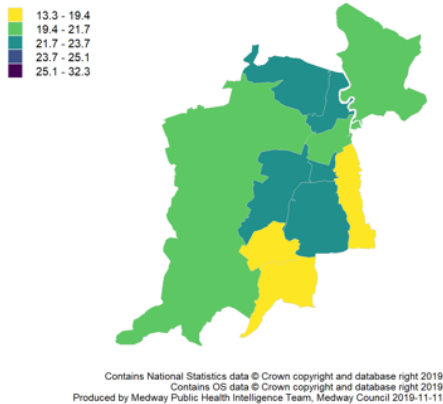 13.3 - 19.4
19.4 - 21.7
21.7 - 23.7
23.7 - 25.1
25.1 - 32.3
Contains National Statistics data © Crown copyright and database right 2019
Contains OS data © Crown copyright and database right 2019
Produced by Medway Public Health Intelligence Team, Medway Council 2019-11-11